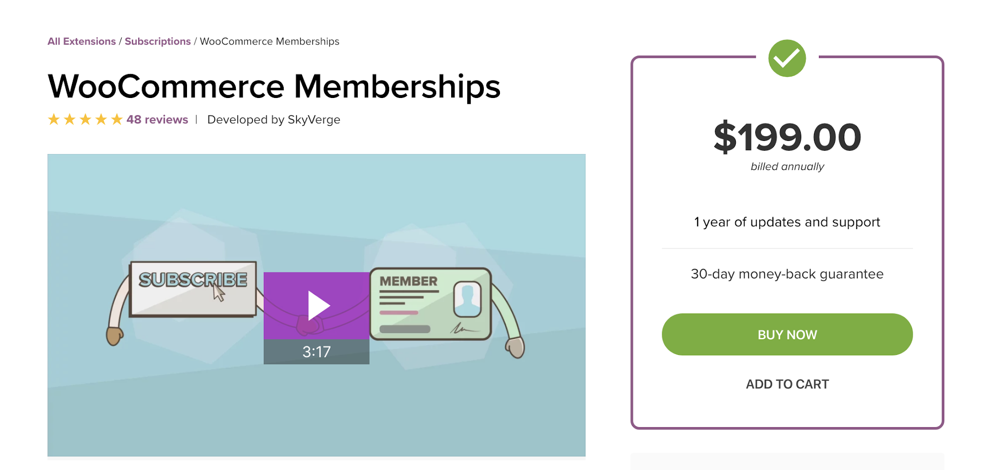 All Extensions / Subscriptions / WooCommerce Memberships
WooCommerce Memberships
48 reviews | Developed by SkyVerge
SUBSCRIBE
MEMBER
3:17
$199.00
billed annually
1 year of updates and support
30-day money-back guarantee
BUY NOW
ADD TO CART